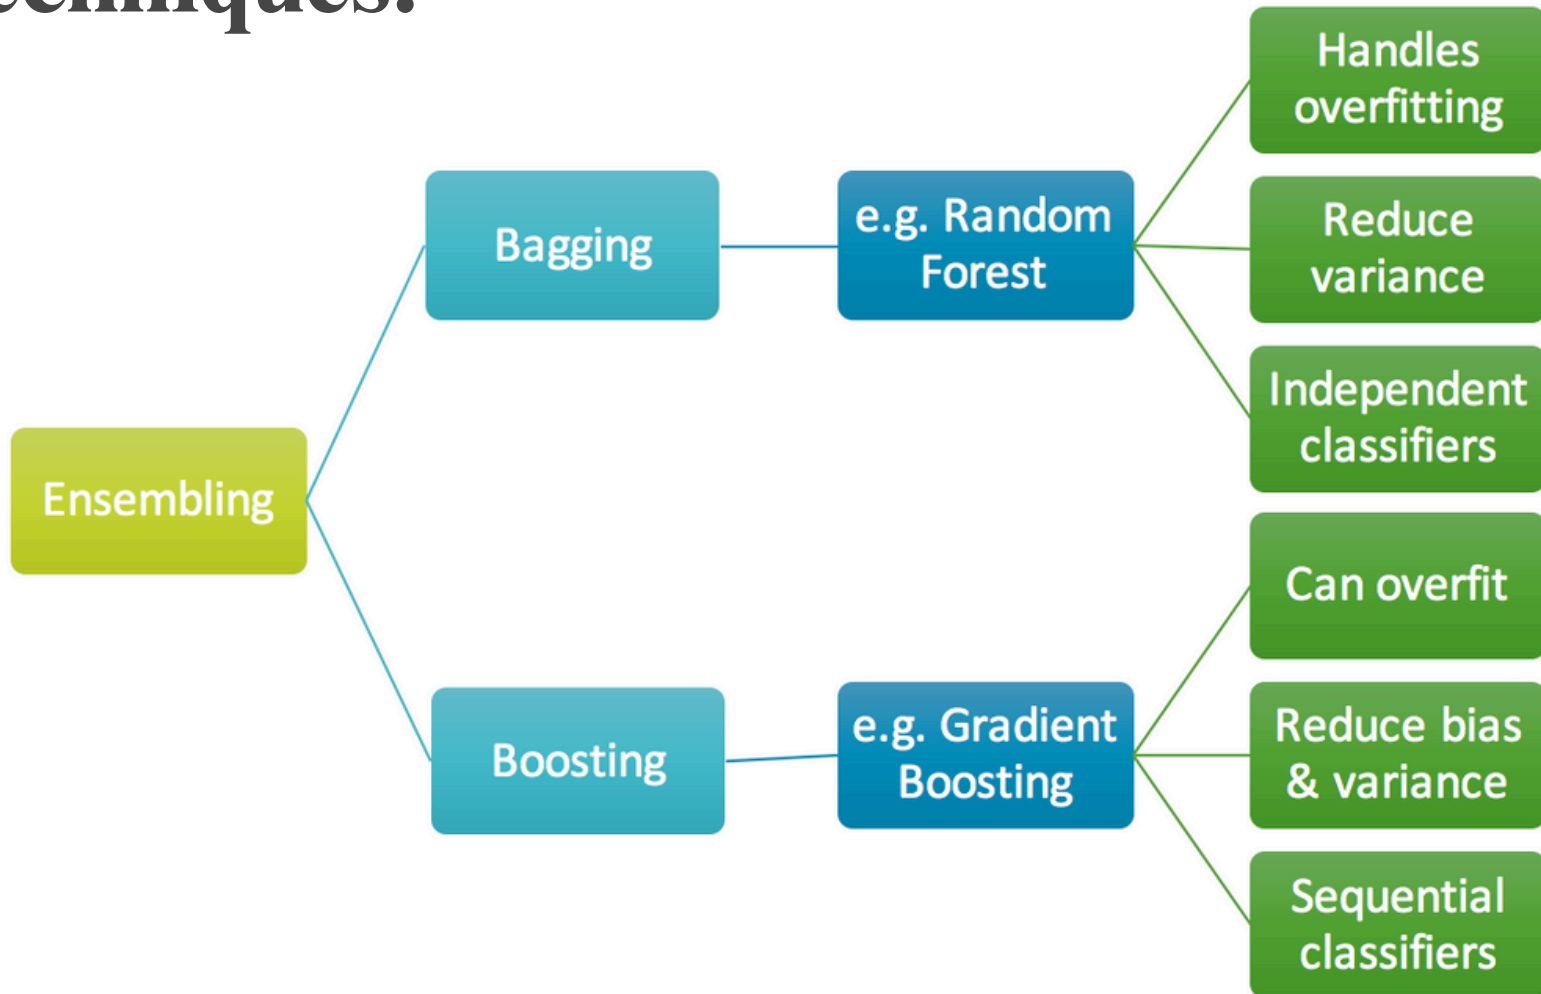 techniques.
Handles
overfitting
Bagging
e.g. Random
Forest
Reduce
variance
Independent
classifiers
Ensembling
Can overfit
Boosting
e.g. Gradient
Boosting
Reduce bias
& variance
Sequential
classifiers